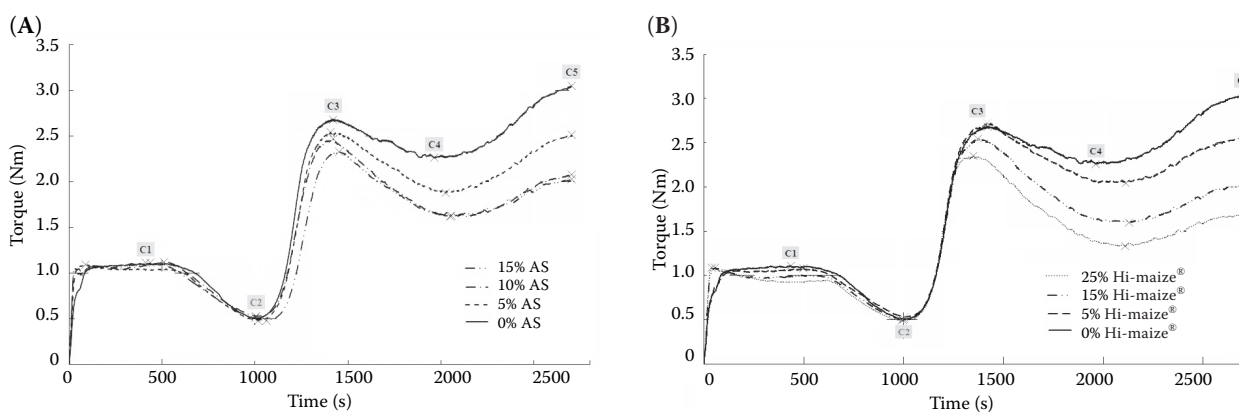 (A)
3.5
3.0
2.5
2.0
1.5
1.0
0.5
0
Torque (Nm)
C1
C2
C3
C4
C5
15% AS
10% AS
5% AS
0% AS
0 500 1000 1500 2000 2500
Time (s)
(B)
3.5
3.0
2.5
2.0
1.5
1.0
0.5
0
Torque (Nm)
C1
C2
C3
C4
25% Hi-maize®
15% Hi-maize®
5% Hi-maize®
0% Hi-maize®
0 500 1000 1500 2000 2500
Time (s)